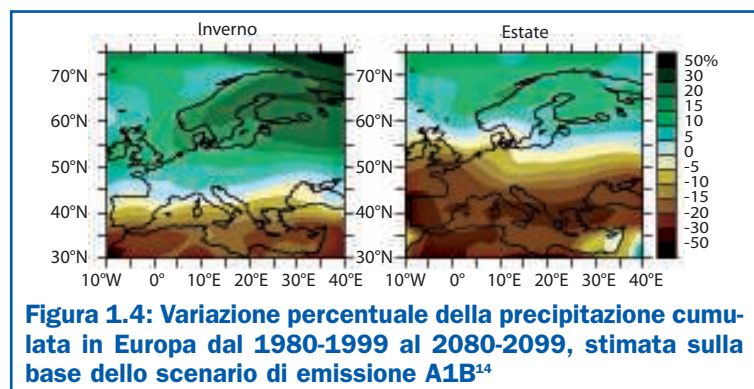 Inverno
Estate
70°N
60°N
50°N
40°N
30°N
10°W 0° 10°E 20°E 30°E 40°E
70°N
60°N
50°N
40°N
30°N
10°W 0° 10°E 20°E 30°E 40°E
50%
30
20
15
10
5
0
-5
-10
-15
-20
-30
-50
Figura 1.4: Variazione percentuale della precipitazione cumu-
lata in Europa dal 1980-1999 al 2080-2099, stimata sulla
base dello scenario di emissione A1B¹⁴